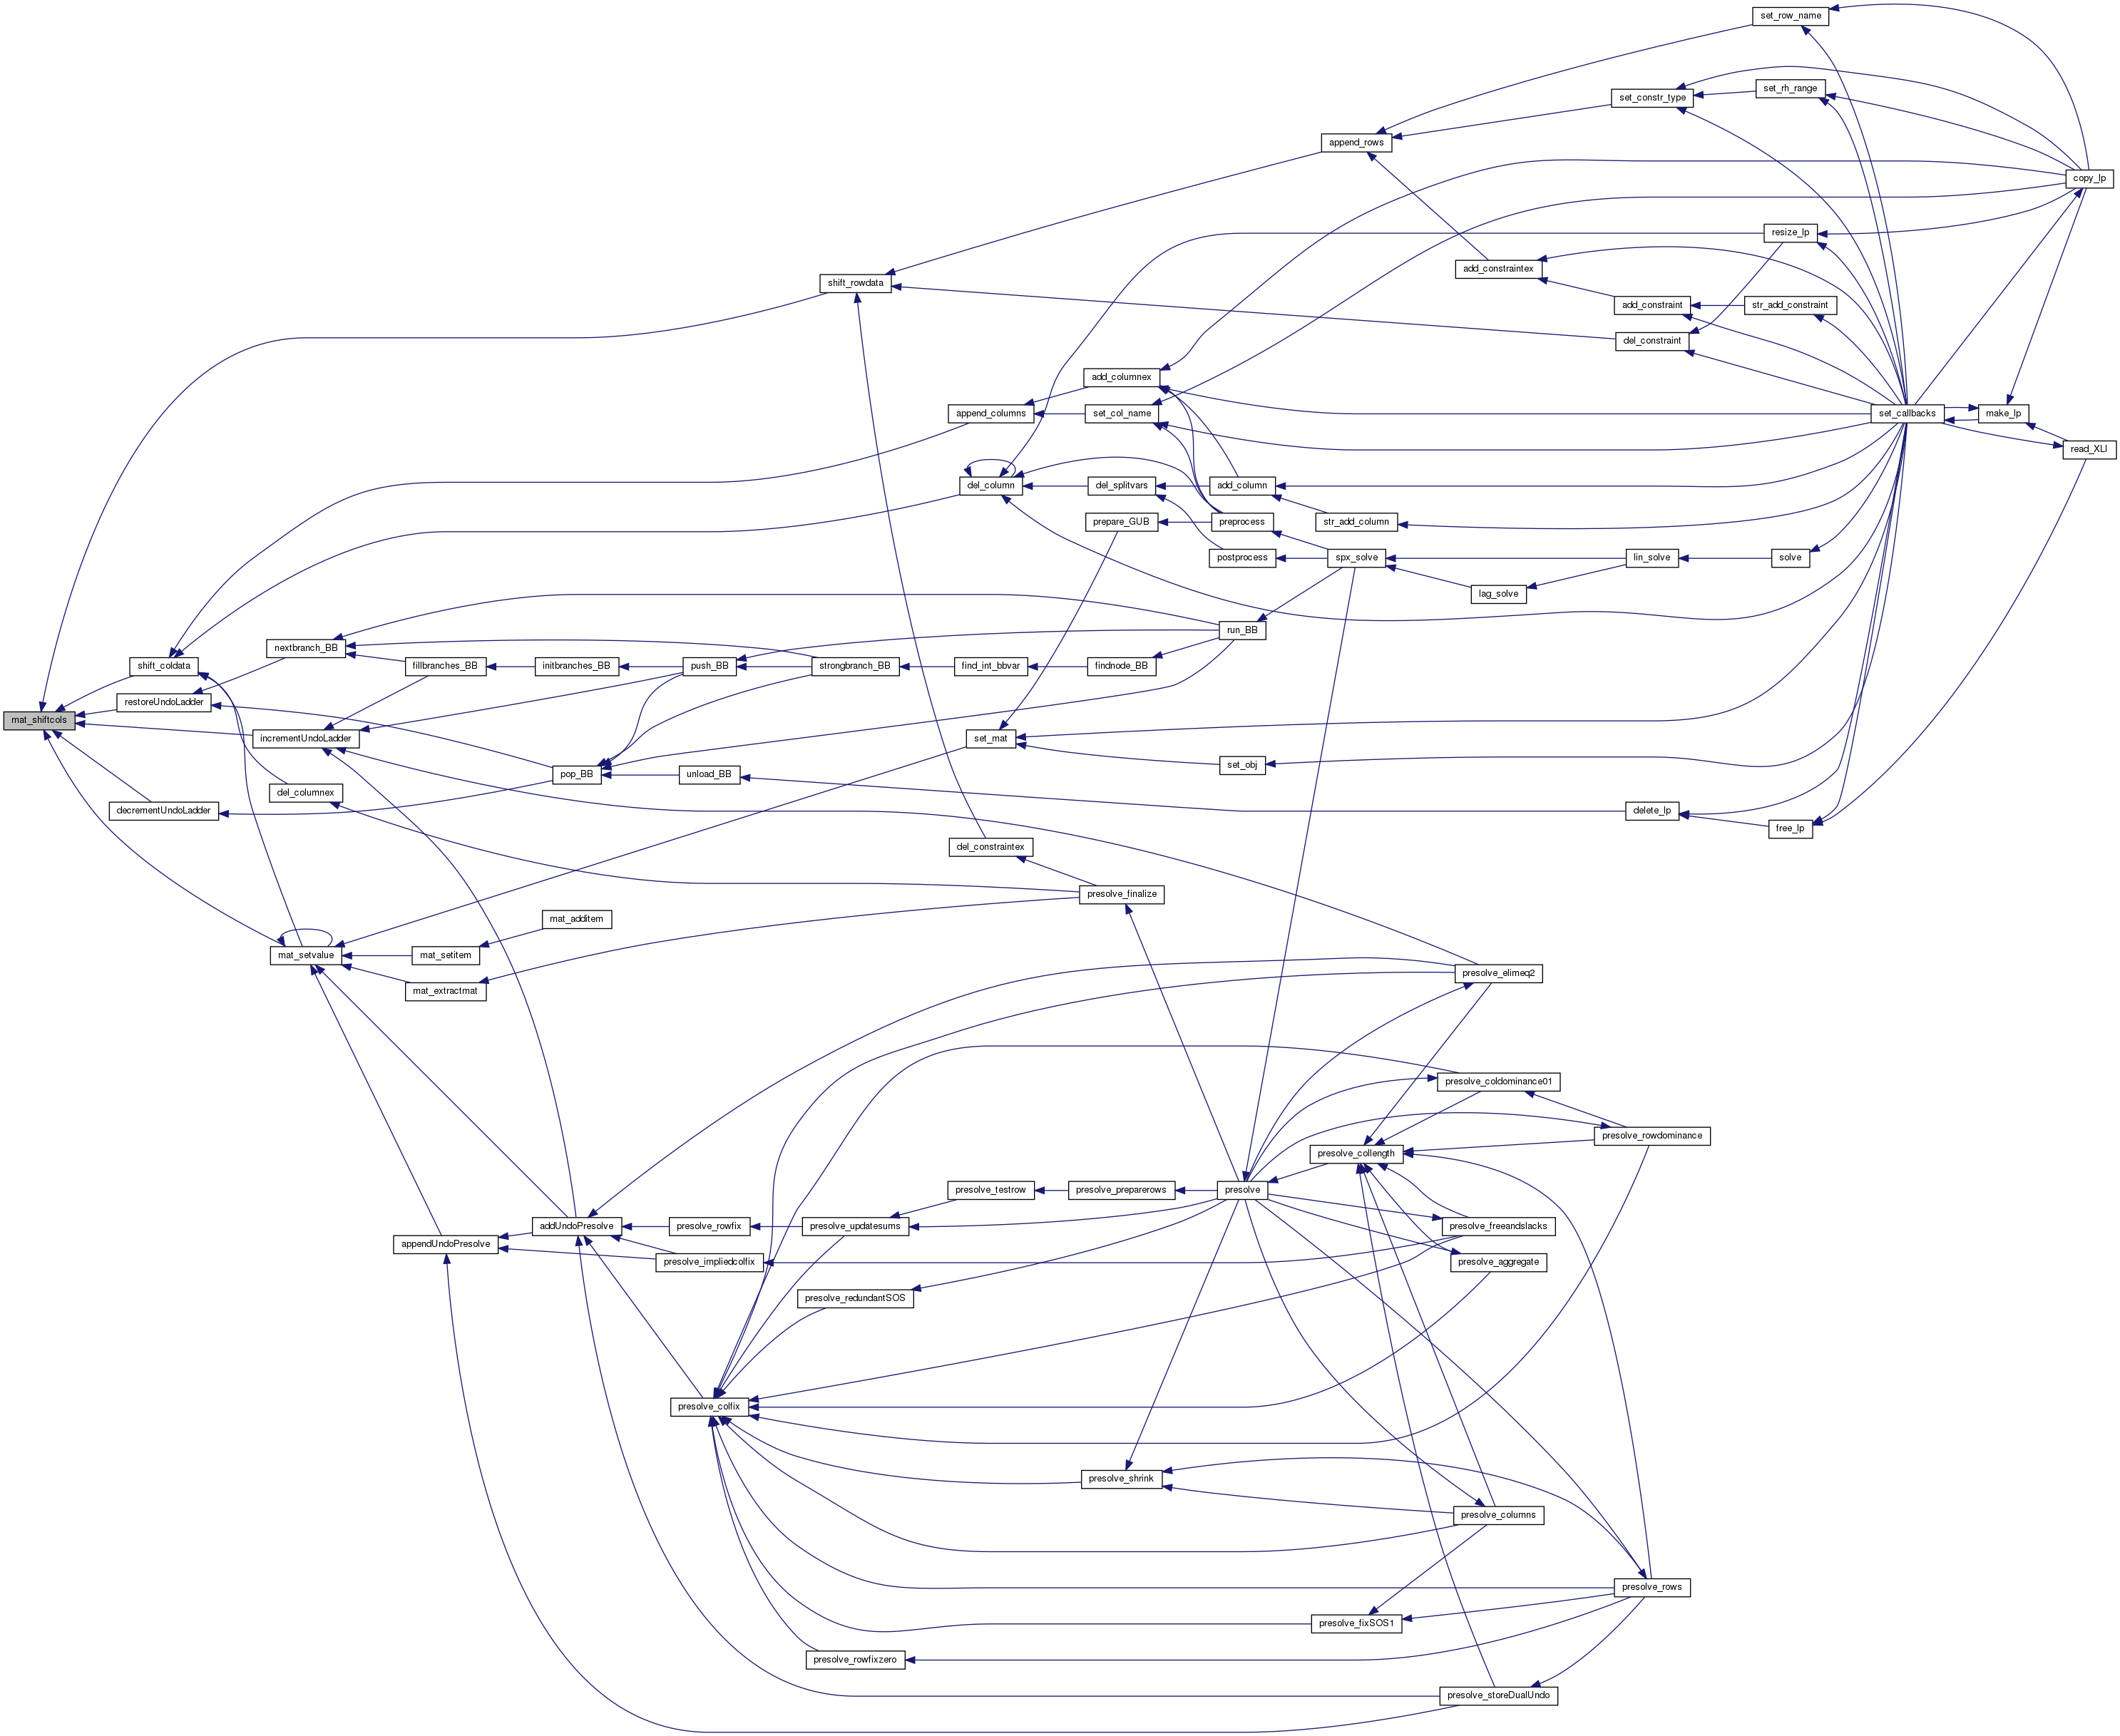 set_row_name
set_rh_range
set_constr_type
append_rows
copy_lp
resize_lp
add_constraintex
shift_rowdata
add_constraint
str_add_constraint
del_constraint
add_columnex
append_columns
set_col_name
set_callbacks
make_lp
read_XLI
del_column
del_splitvars
add_column
prepare_GUB
preprocess
str_add_column
postprocess
spx_solve
lin_solve
solve
lag_solve
run_BB
nextbranch_BB
shift_coldata
fillbranches_BB
initbranches_BB
push_BB
strongbranch_BB
find_int_bbvar
findnode_BB
restoreUndoLadder
mat_shiftcols
incrementUndoLadder
set_mat
set_obj
pop_BB
unload_BB
del_columnex
decrementUndoLadder
delete_lp
free_lp
del_constraintex
presolve_finalize
mat_additem
mat_setvalue
mat_setitem
mat_extractmat
presolve_elimeq2
presolve_coldominance01
presolve_rowdominance
presolve_collength
presolve_testrow
presolve_preparerows
presolve
addUndoPresolve
presolve_rowfix
presolve_updatesums
presolve_freeandslacks
appendUndoPresolve
presolve_impliedcolfix
presolve_aggregate
presolve_redundantSOS
presolve_colfix
presolve_shrink
presolve_columns
presolve_rows
presolve_fixSOS1
presolve_rowfixzero
presolve_storeDualUndo